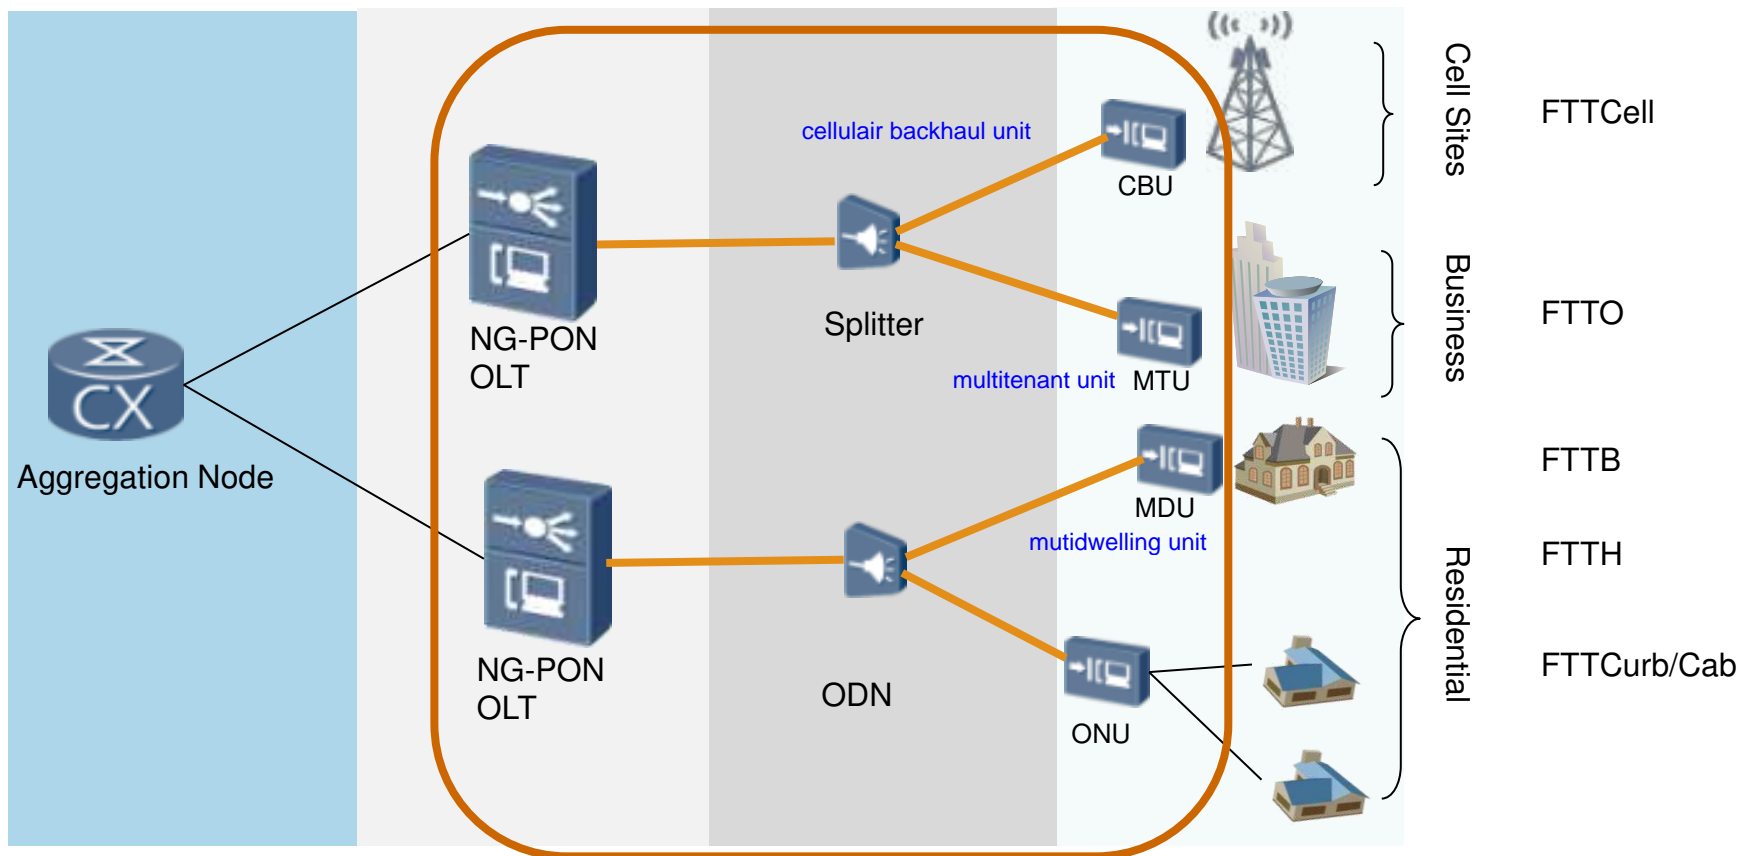 Cell Sites
FTTCell
cellulair backhaul unit
CBU
NG-PON
OLT
Splitter
multitenant unit
MTU
Business
FTTO
CX
Aggregation Node
MDU
mutidwelling unit
FTTB
FTTH
Residential
FTTCurb/Cab
NG-PON
OLT
ODN
ONU